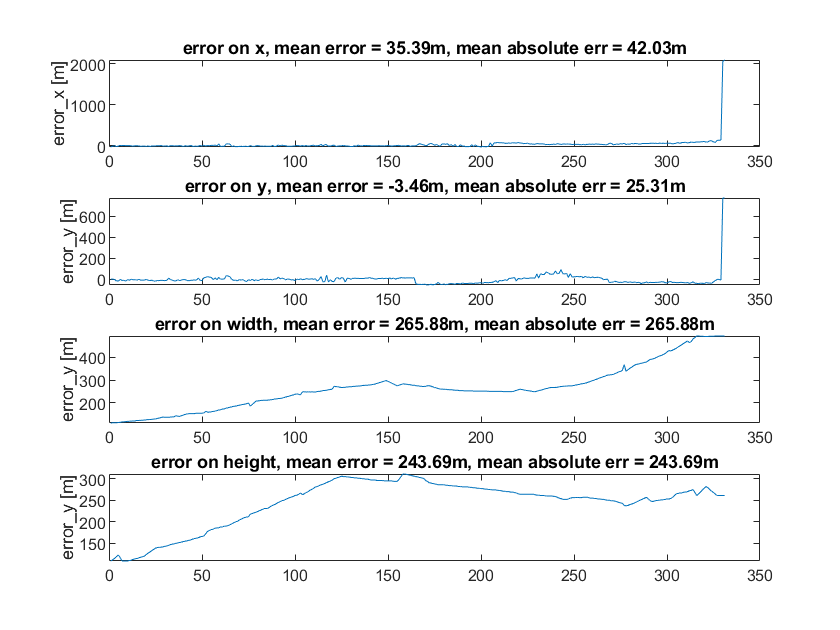 error on x, mean error = 35.39m, mean absolute err = 42.03m
error_x [m]
2000
1000
0
0 50 100 150 200 250 300 350
error on y, mean error = -3.46m, mean absolute err = 25.31m
error_y [m]
600
400
200
0
0 50 100 150 200 250 300 350
error on width, mean error = 265.88m, mean absolute err = 265.88m
error_y [m]
400
300
200
0 50 100 150 200 250 300 350
error on height, mean error = 243.69m, mean absolute err = 243.69m
error_y [m]
300
250
200
150
0 50 100 150 200 250 300 350